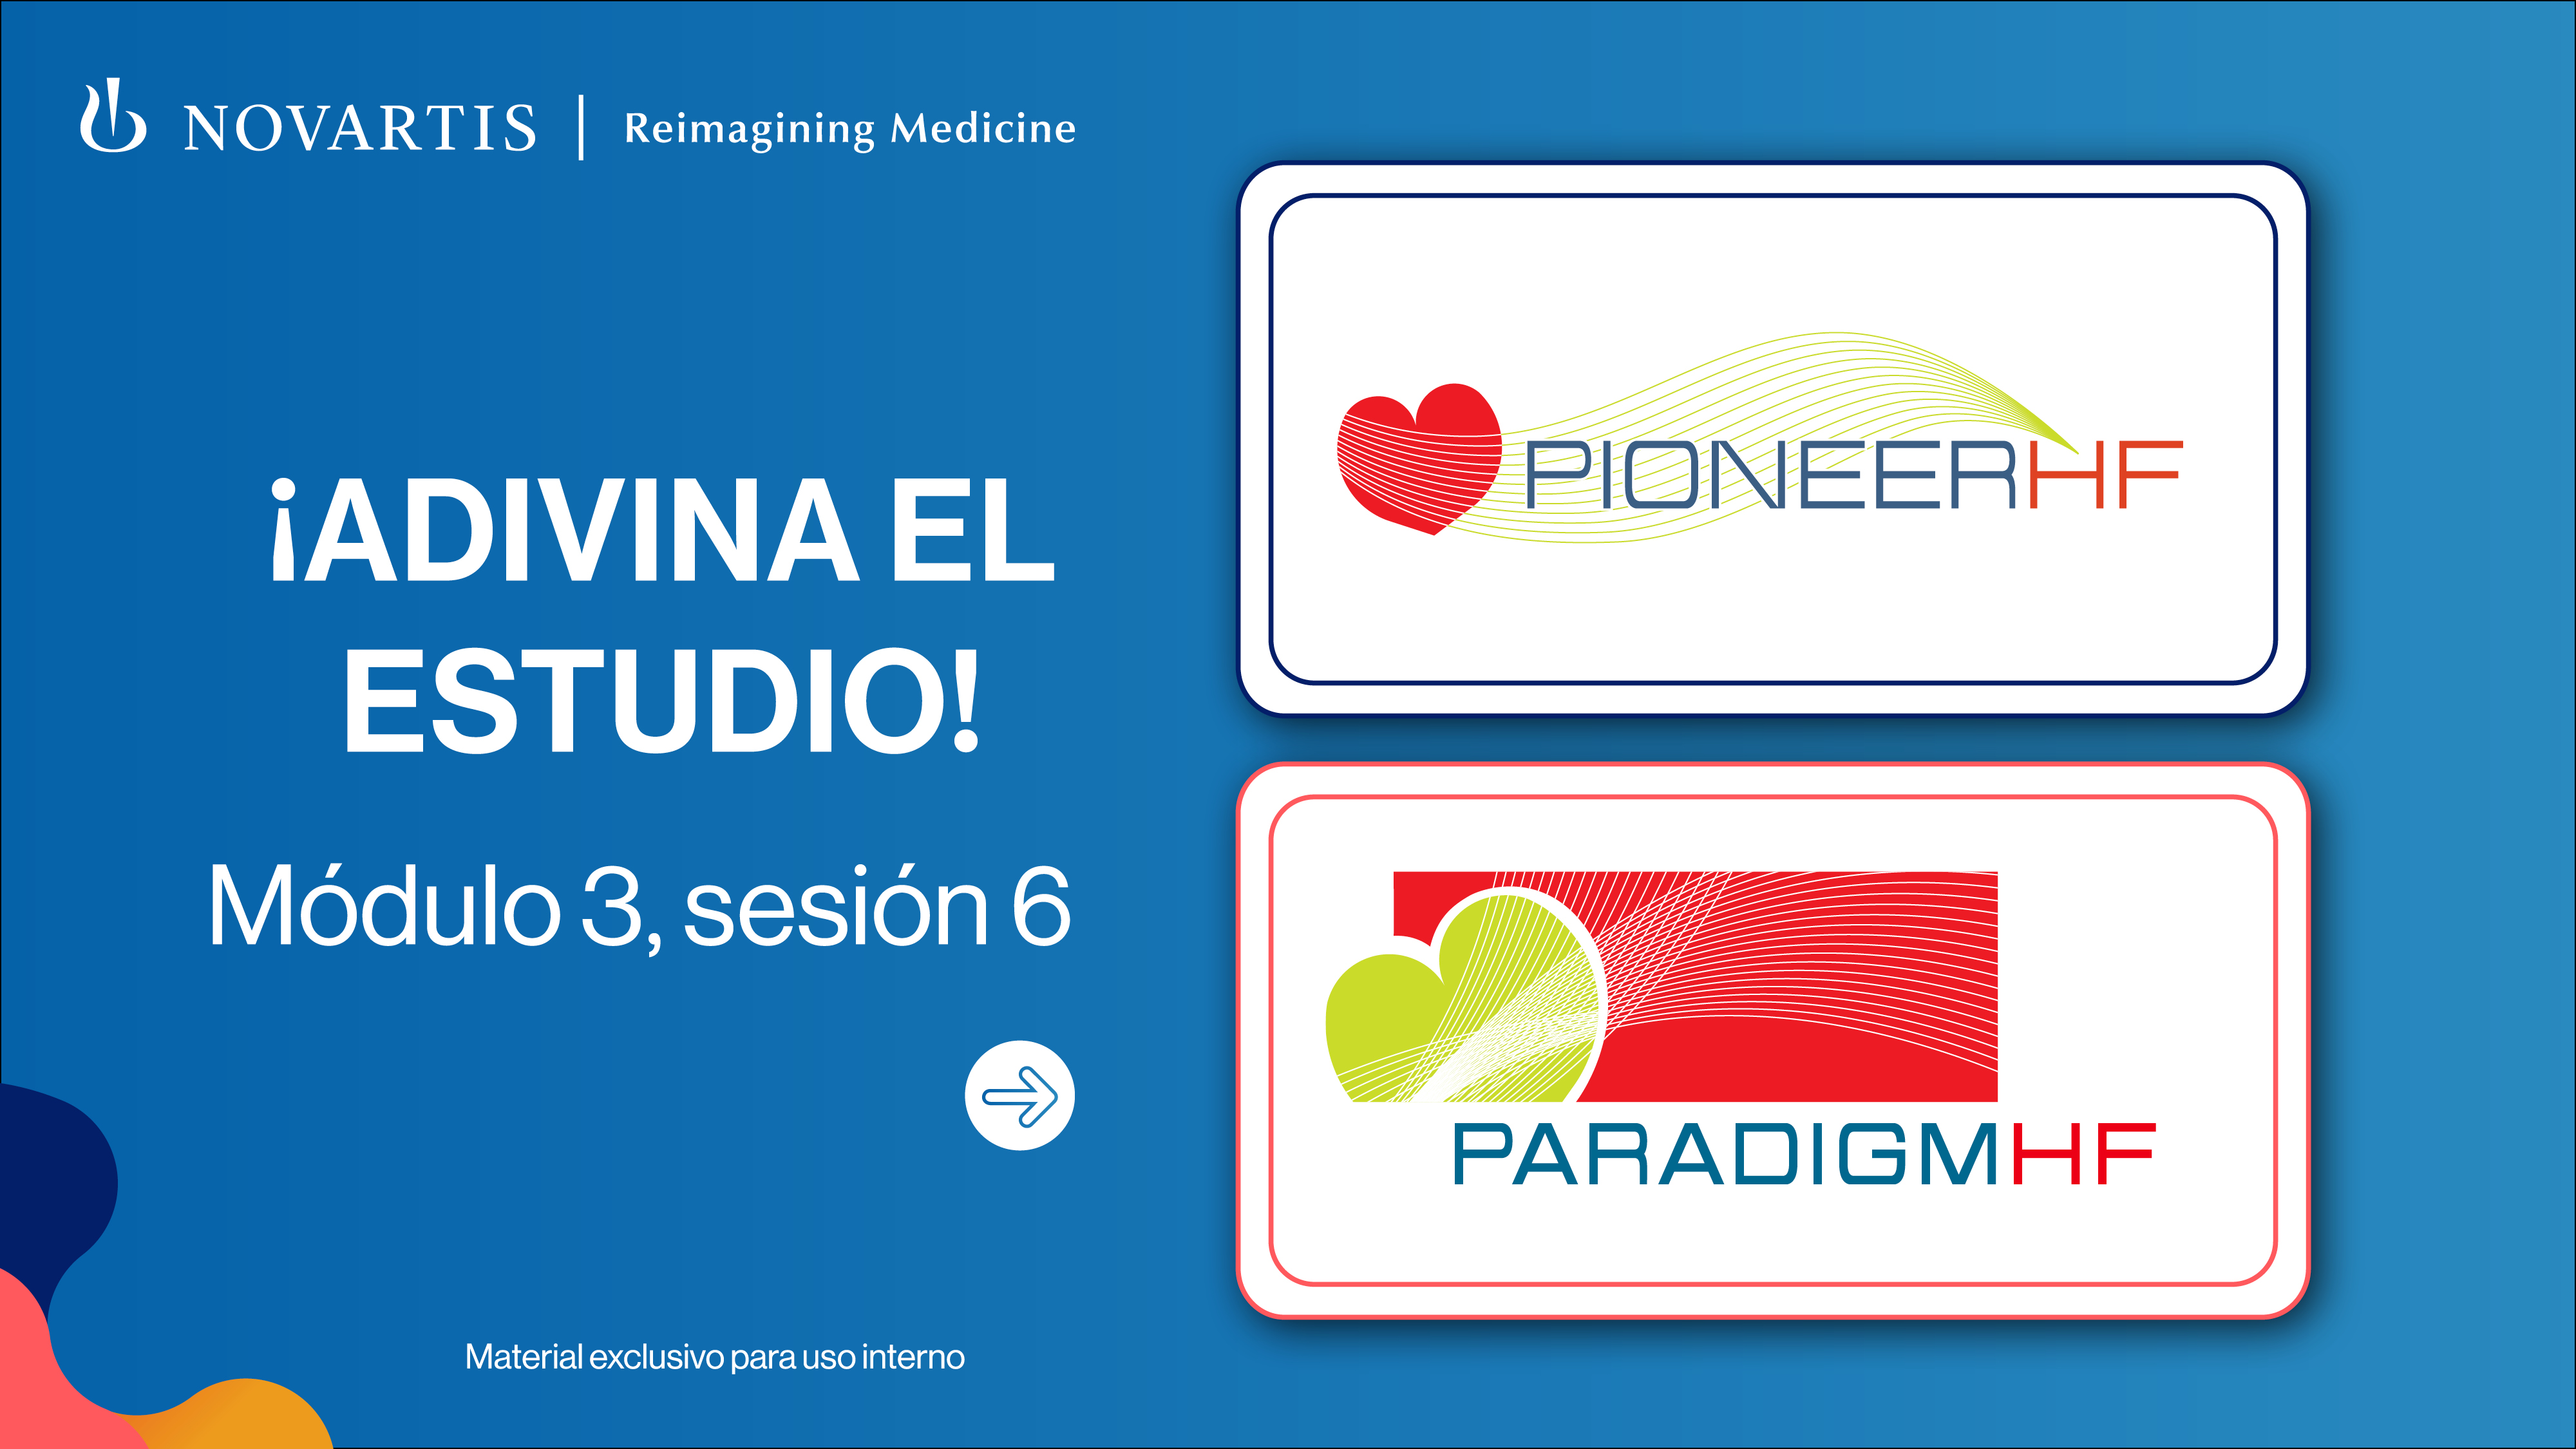 NOVARTIS | Reimagining Medicine
¡ADIVINA EL
ESTUDIO!
Módulo 3, sesión 6
Material exclusivo para uso interno
PIONEERHF
PARADIGMHF